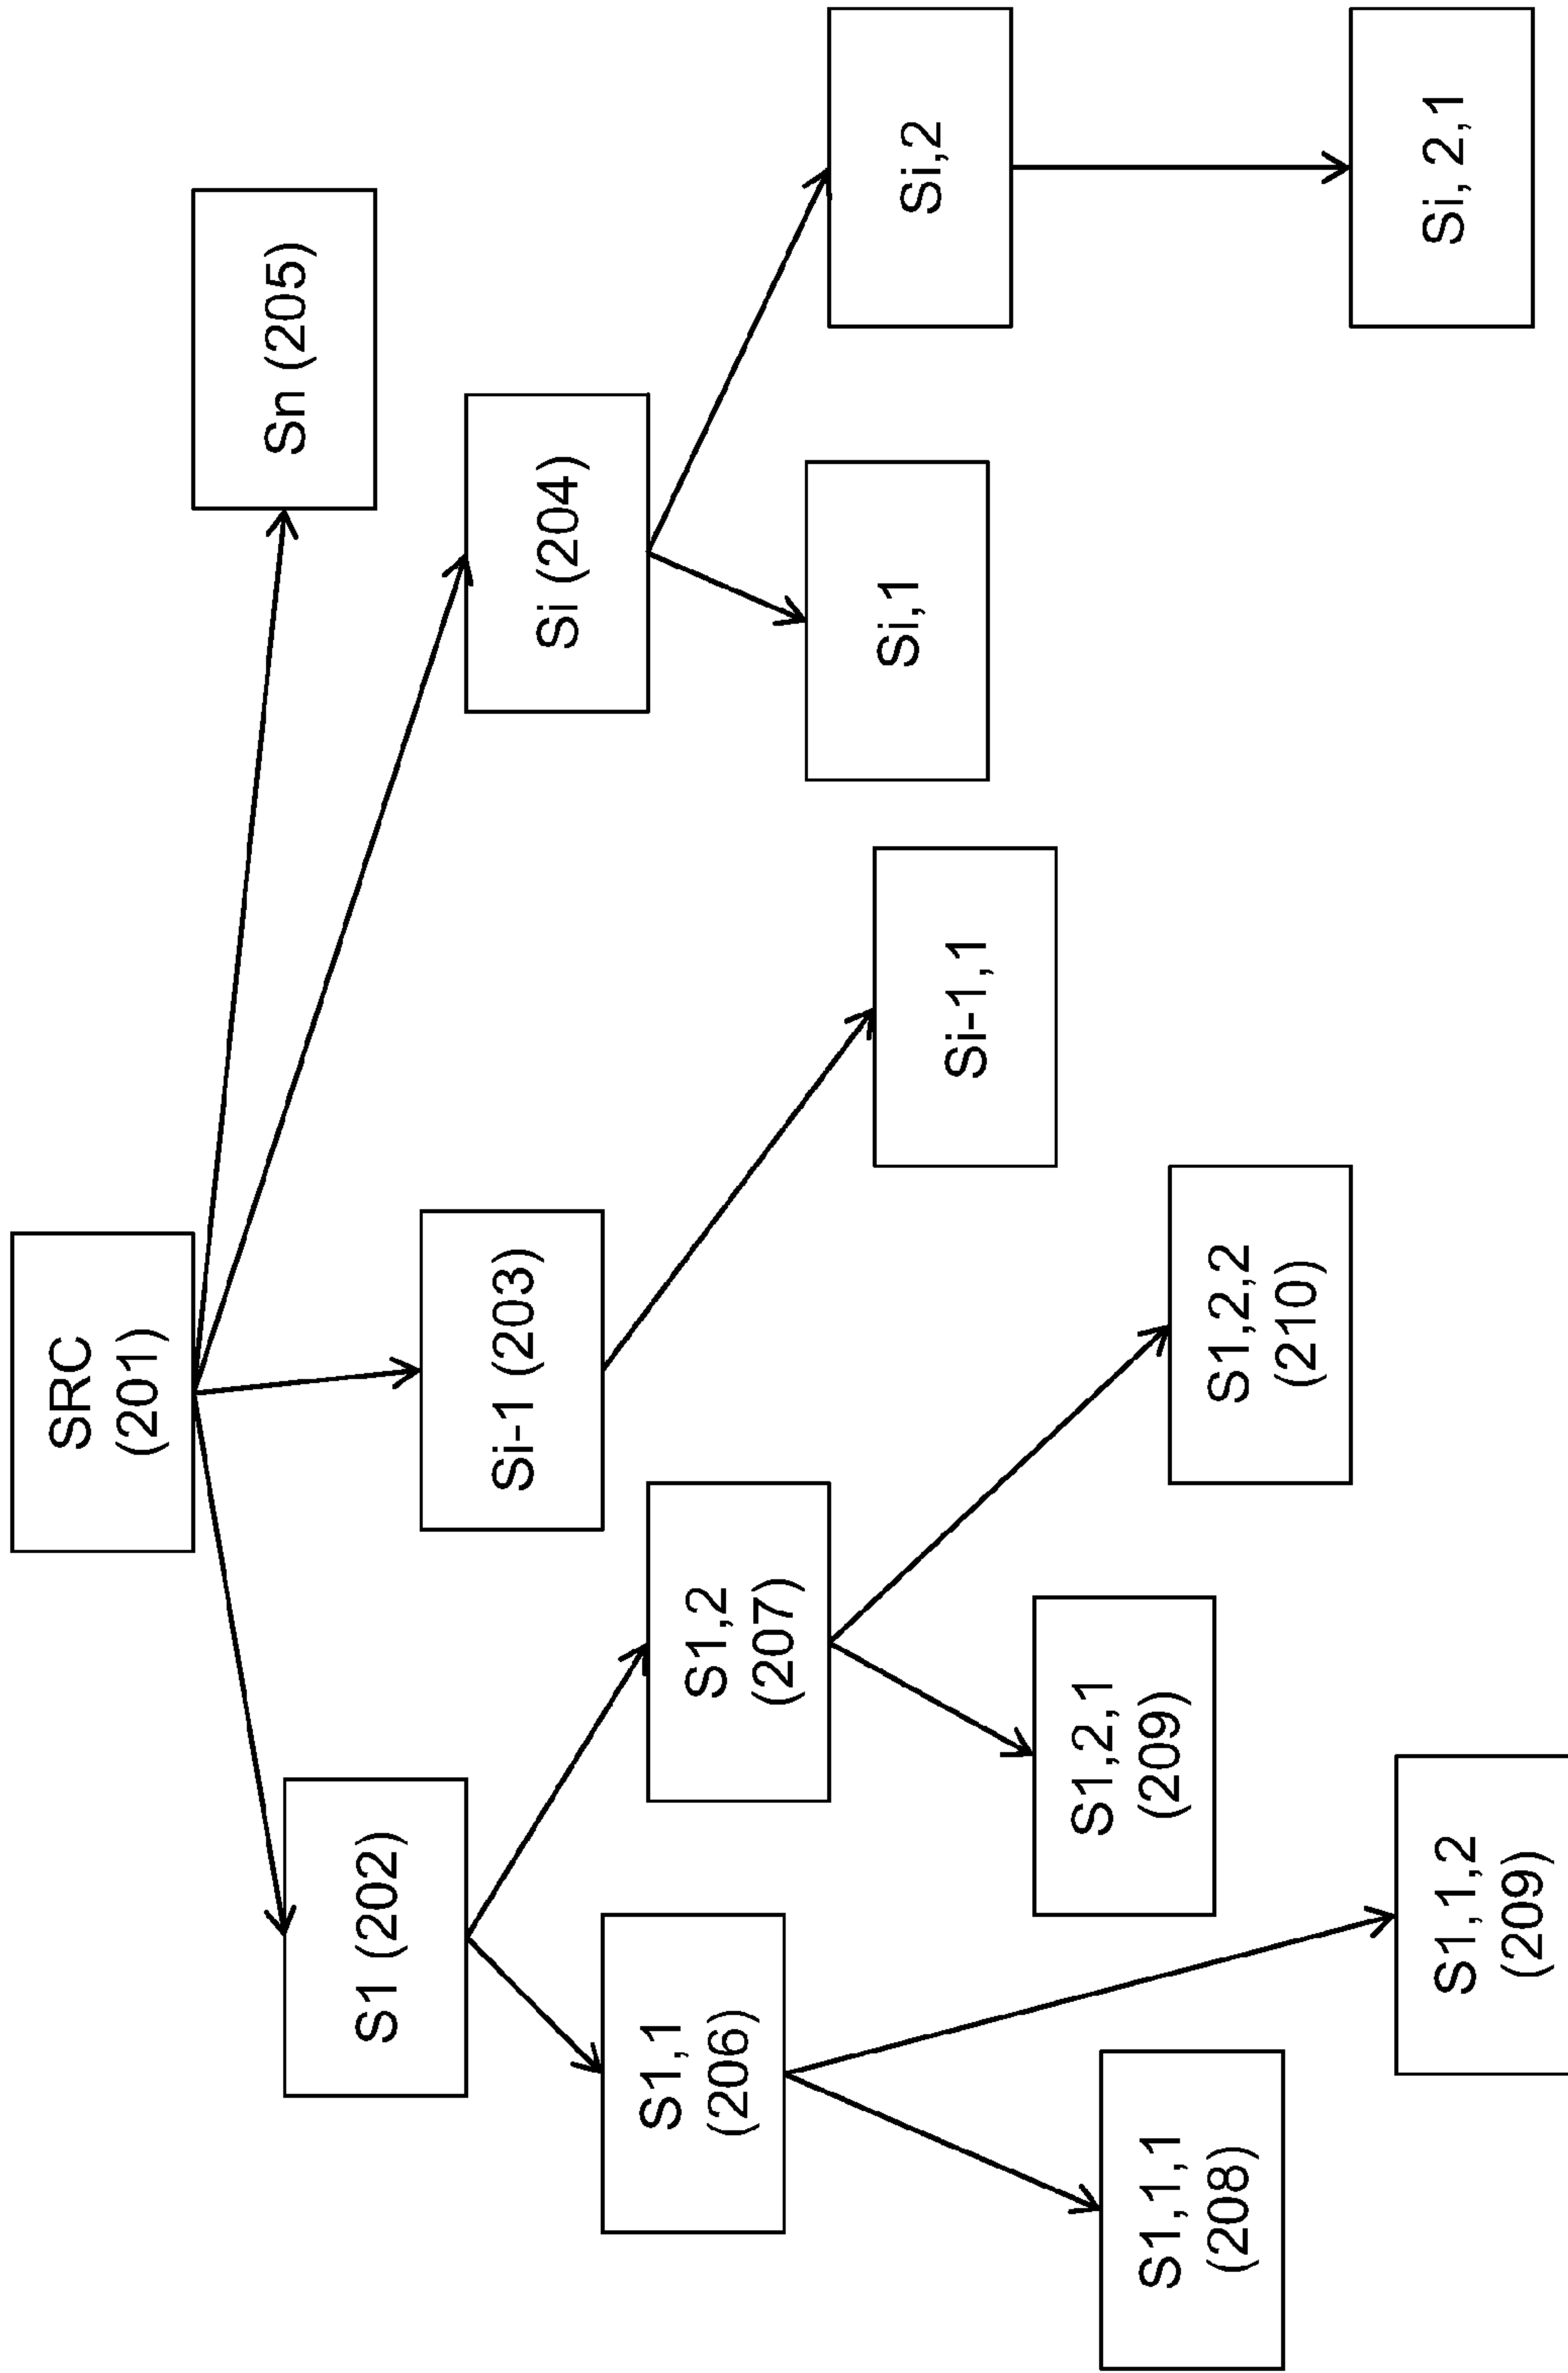 SRC
(201)
Sn (205)
S1 (202)
Si-1 (203)
Si (204)
S1,1
(206)
S1,2
(207)
Si,1
Si,2
Si-1,1
S1,2,1
(209)
S1,1,1
(208)
S1,2,2
(210)
Si, 2,1
S1,1,2
(209)